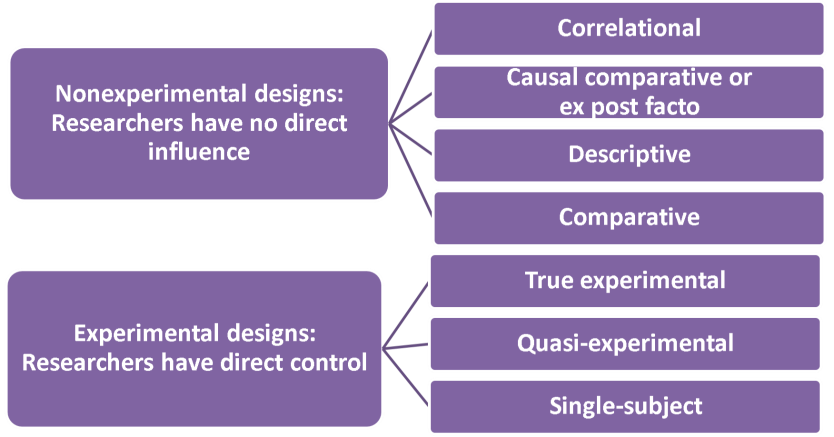 Nonexperimental designs:
Researchers have no direct
influence
Correlational
Causal comparative or
ex post facto
Descriptive
Comparative
Experimental designs:
Researchers have direct control
True experimental
Quasi-experimental
Single-subject